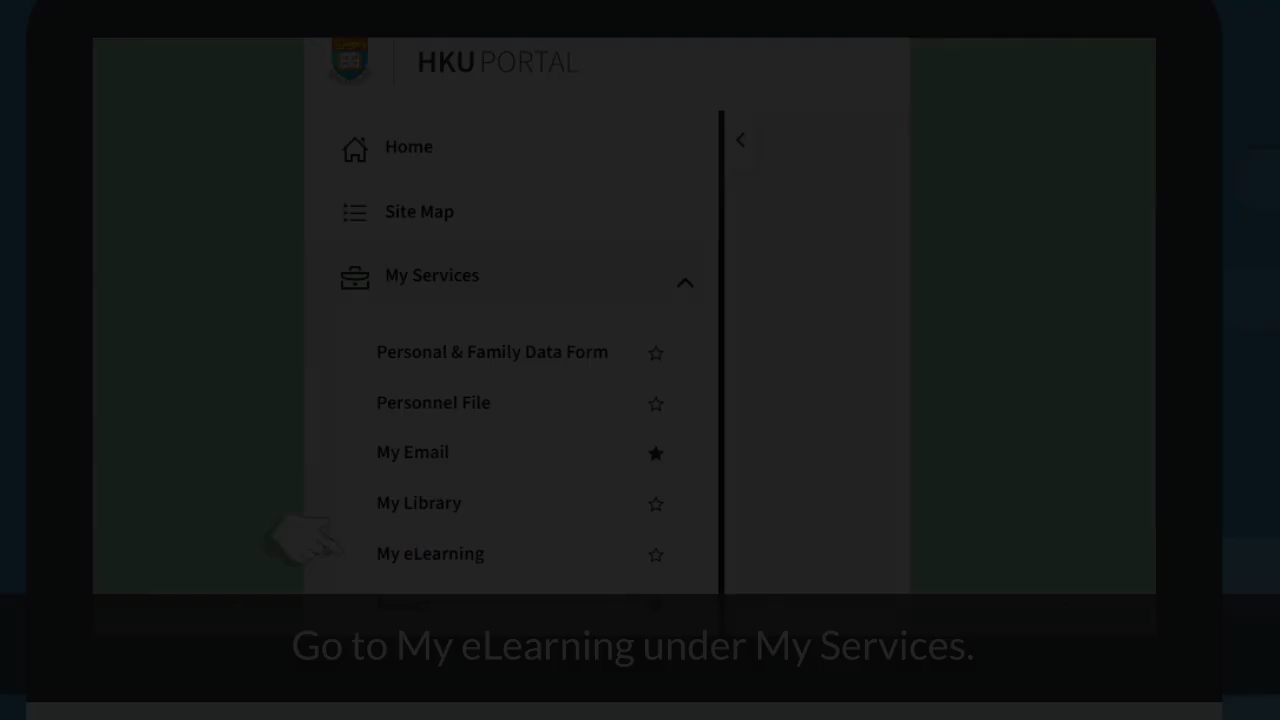 HKU PORTAL
Home
Site Map
My Services
Personal & Family Data Form
Personnel File
My Email
My Library
My eLearning
Go to My eLearning under My Services.